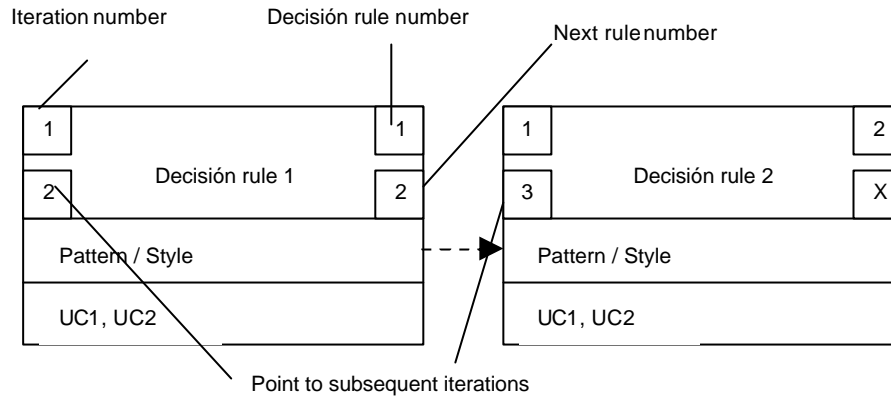 Iteration number
Decisión rule number
Next rule number
1
1
1
2
Decisión rule 1
Decisión rule 2
2
2
3
X
Pattern / Style
Pattern / Style
UC1, UC2
UC1, UC2
Point to subsequent iterations